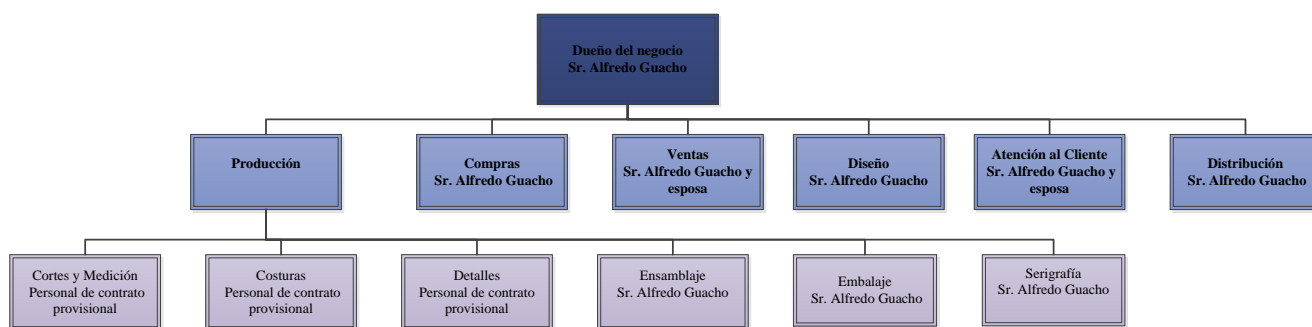 Dueño del negocio
Sr. Alfredo Guacho
Producción
Compras
Sr. Alfredo Guacho
Ventas
Sr. Alfredo Guacho y
esposa
Diseño
Sr. Alfredo Guacho
Atención al Cliente
Sr. Alfredo Guacho y
esposa
Distribución
Sr. Alfredo Guacho
Cortes y Medición
Personal de contrato
provisional
Costuras
Personal de contrato
provisional
Detalles
Personal de contrato
provisional
Ensamblaje
Sr. Alfredo Guacho
Embalaje
Sr. Alfredo Guacho
Serigrafía
Sr. Alfredo Guacho